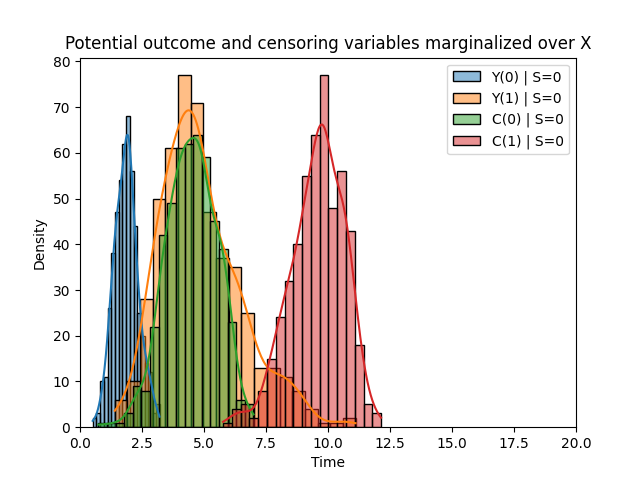 Potential outcome and censoring variables marginalized over X
80
70
60
50
40
30
20
10
0
Density
Y(0) | S=0
Y(1) | S=0
C(0) | S=0
C(1) | S=0
0.0 2.5 5.0 7.5 10.0 12.5 15.0 17.5 20.0
Time